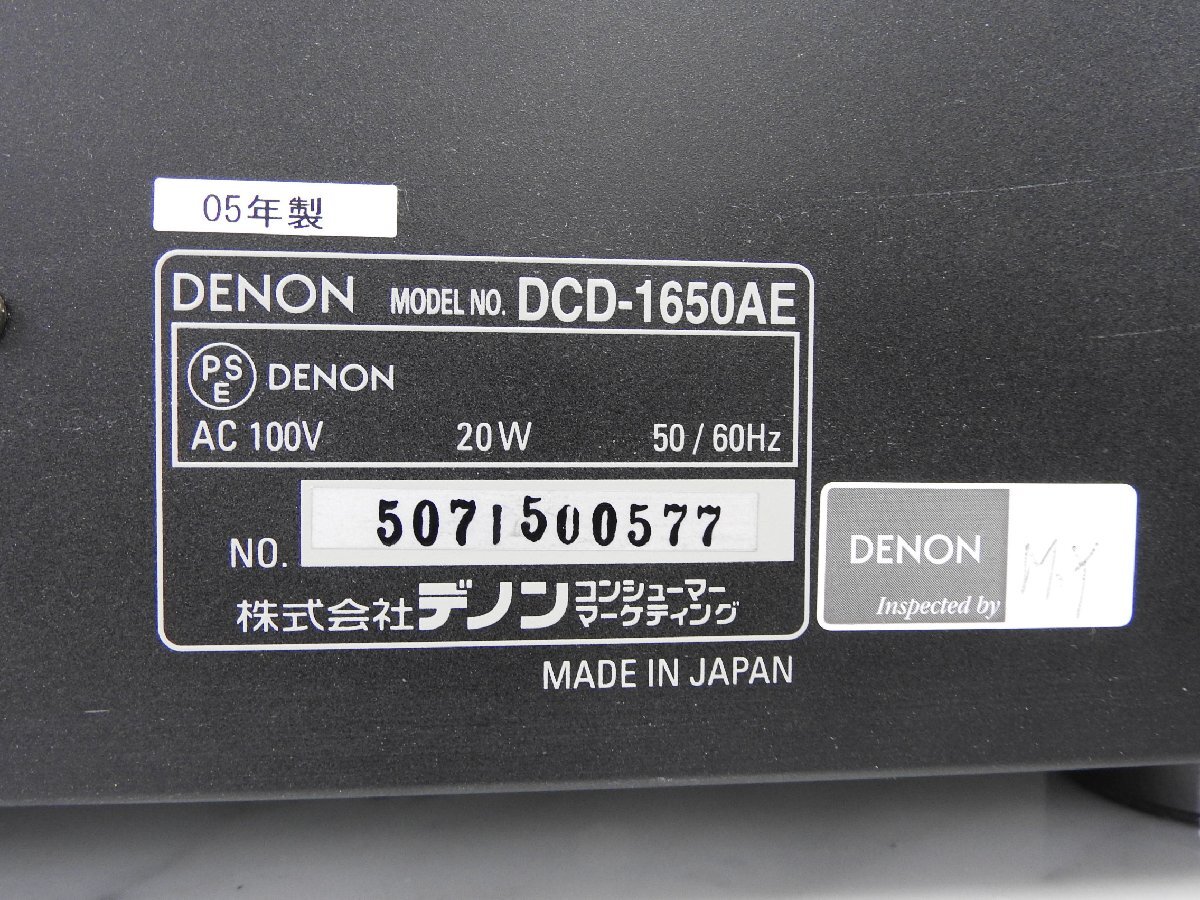 05年製
DENON MODEL NO. DCD-1650AE
PSE DENON
AC 100V 20W 50 / 60Hz
NO. 5071500577
株式会社デノン コンシューマー
マーケティング
MADE IN JAPAN
DENON
Inspected by M.Y